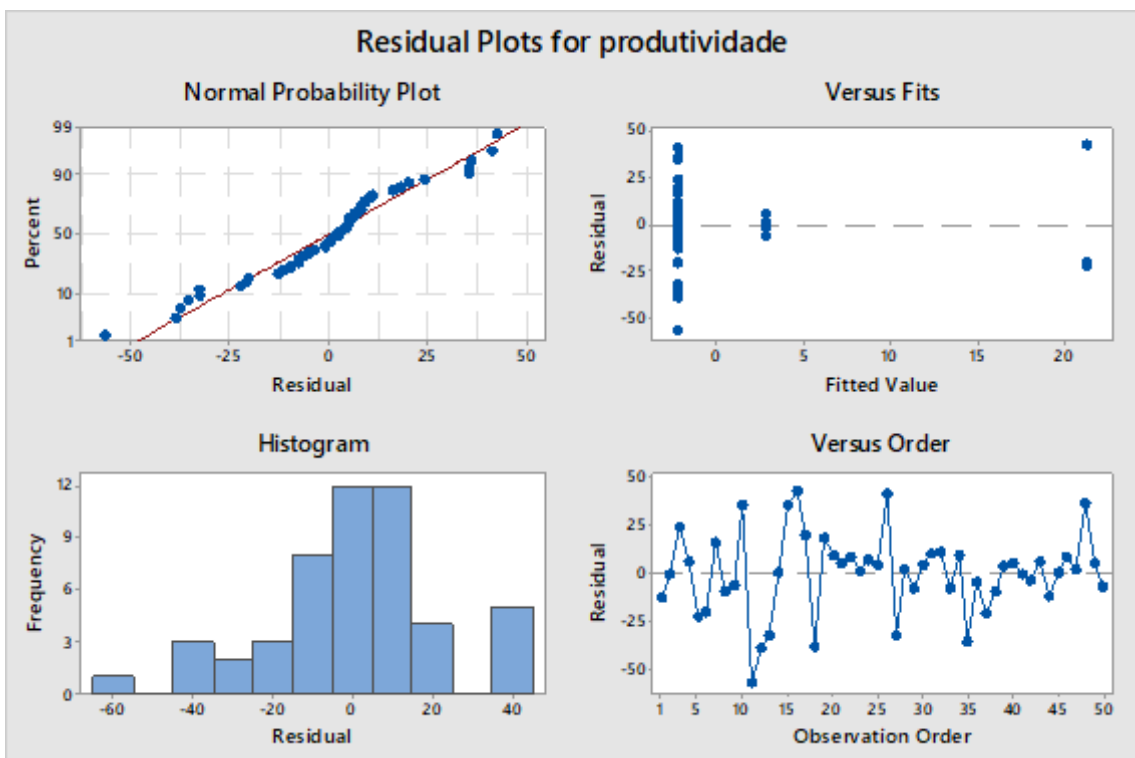 Residual Plots for produtividade
Normal Probability Plot
99
90
50
10
1
Percent
-50 -25 0 25 50
Residual
Versus Fits
50
25
0
-25
-50
Residual
0 5 10 15 20
Fitted Value
Histogram
12
9
6
3
0
Frequency
-60 -40 -20 0 20 40
Residual
Versus Order
50
25
0
-25
-50
Residual
1 5 10 15 20 25 30 35 40 45 50
Observation Order